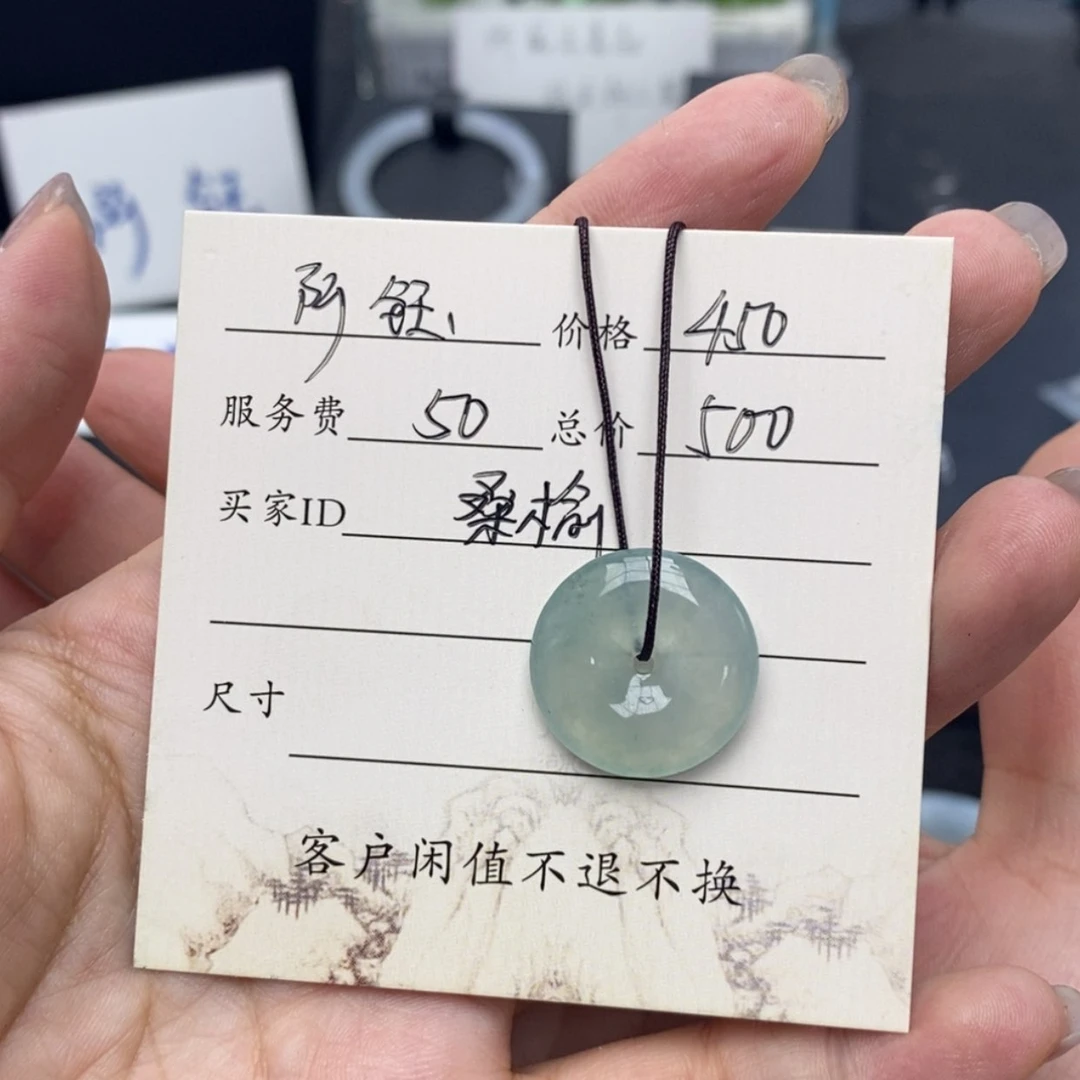 阿钰 价格 450
服务费 50 总价 500
买家ID 桑榆
尺寸
客户闲值不退不换